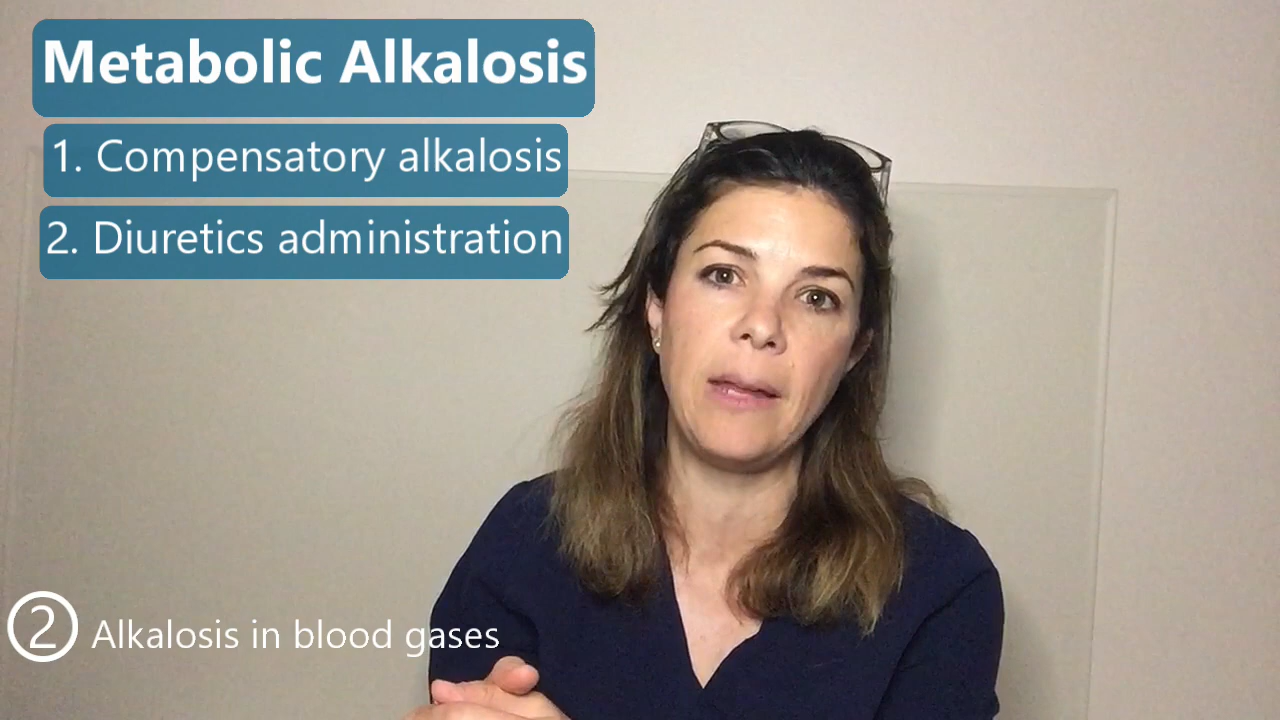 Metabolic Alkalosis
1. Compensatory alkalosis
2. Diuretics administration
2 Alkalosis in blood gases